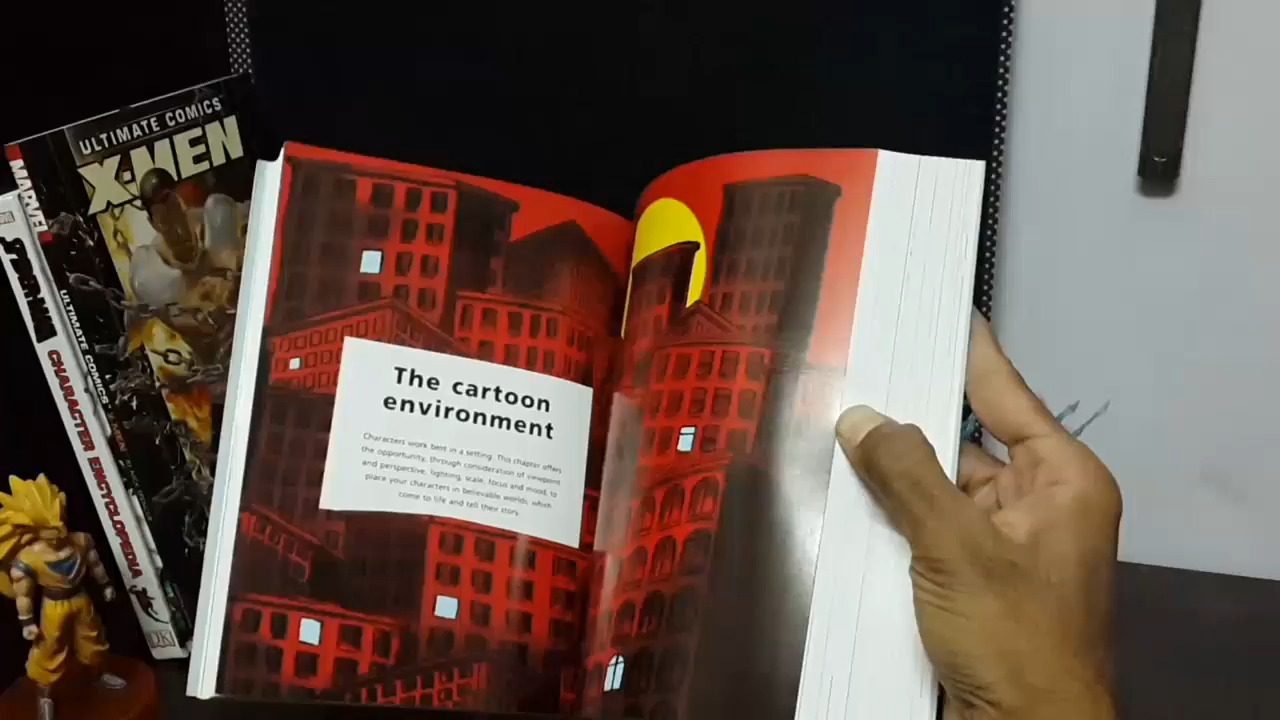 ULTIMATE COMICS
X-MEN
MARVEL
ULTIMATE COMICS
CHARACTER ENCYCLOPEDIA
DK
The cartoon
environment
Characters work best in a setting. This chapter offers
the opportunity, through consideration of viewpoint
and perspective, lighting, scale, focus and mood, to
place your characters in believable worlds, which
come to life and tell their story.